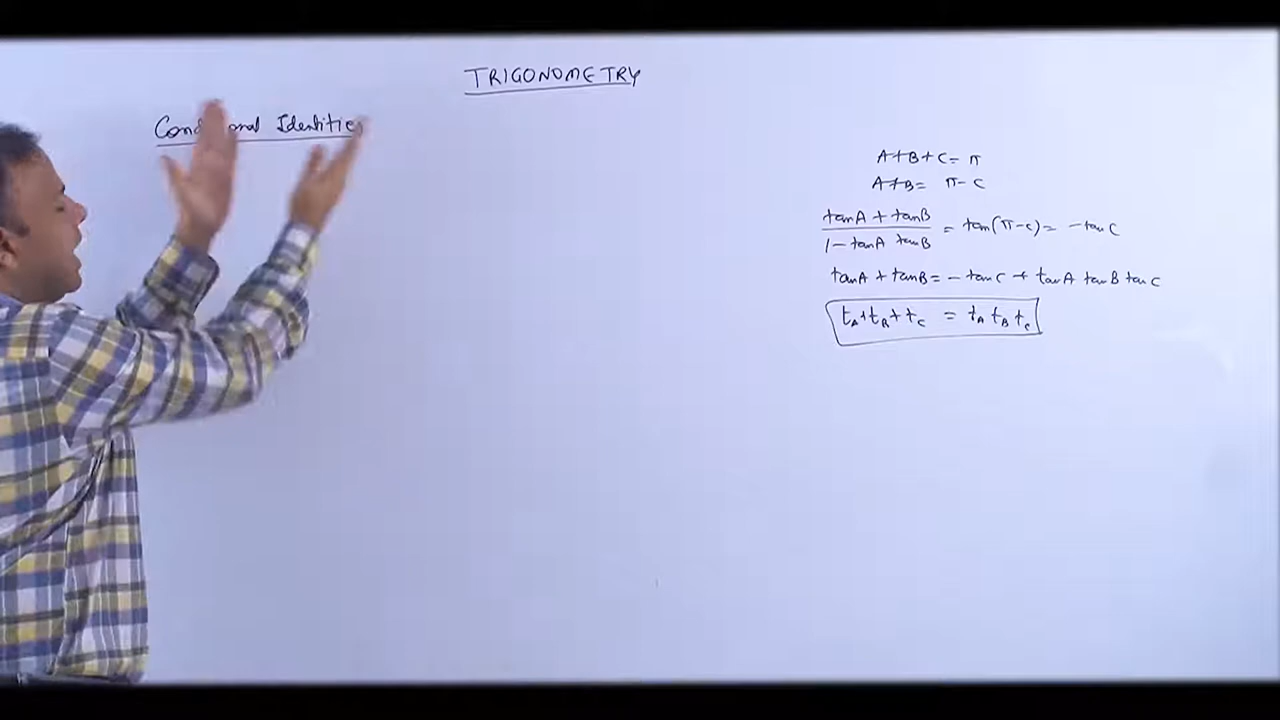 TRIGONOMETRY
Identities
A+B+C= π
A+B= π-C
tanA + tanB / 1- tanA tanB = tan(π-C)= -tanC
tanA + tanB= - tanC + tanA tanB tanC
tA+tB+tC = tA tB tC